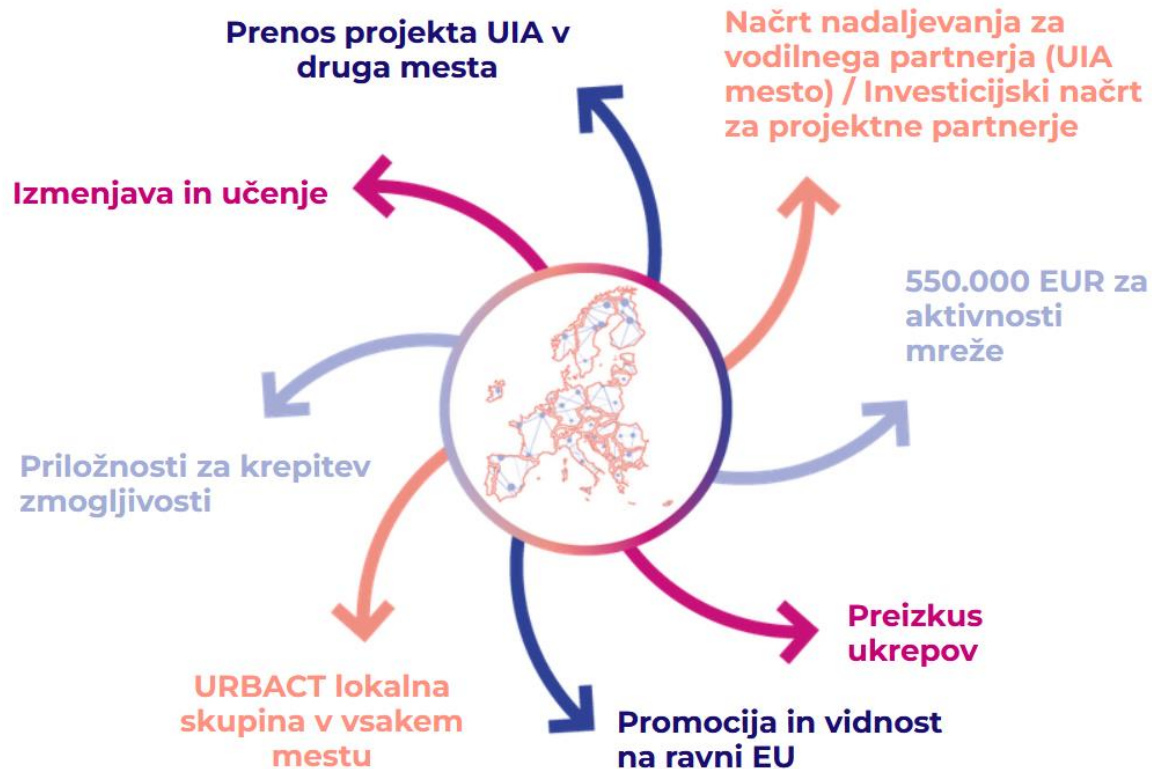 Prenos projekta UIA v
druga mesta
Načrt nadaljevanja za
vodilnega partnerja (UIA
mesto) / Investicijski načrt
za projektne partnerje
Izmenjava in učenje
550.000 EUR za
aktivnosti
mreže
Priložnosti za krepitev
zmogljivosti
Preizkus
ukrepov
URBACT lokalna
skupina v vsakem
mestu
Promocija in vidnost
na ravni EU